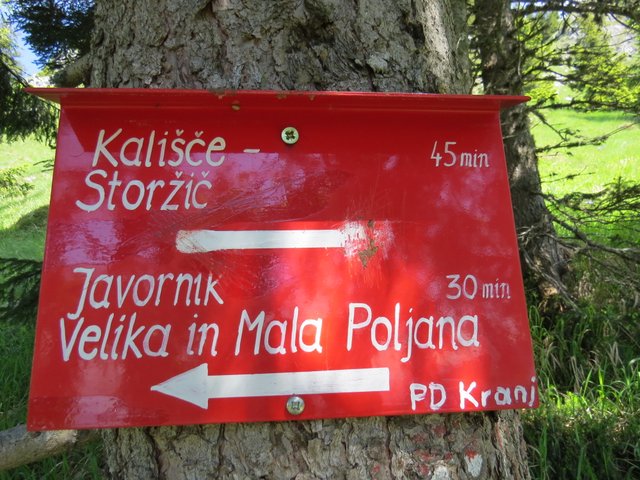 Kališče - 45 min
Storžič
Javornik 30 min
Velika in Mala Poljana
PD Kranj